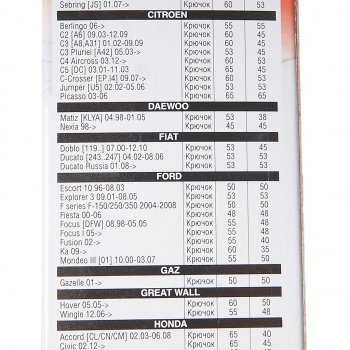 Sebring [JS] 01.07-> Крючок 60 53
CITROEN
Berlingo 06-> Крючок 55 55
C2 [A6] 09.03-12.09 Крючок 60 45
C3 [A8,A31] 02.02-01.09 Крючок 60 45
C3 Pluriel [A42] 05.03-> Крючок 53 45
C4 Aircross 03.12-> Крючок 60 53
C5 [DC] 03.01-11.03 Крючок 60 45
C-Crosser [EP,I4] 09.07-> Крючок 60 53
Jumper [U5] 02.02-05.06 Крючок 53 53
Picasso 03-06 Крючок 65 65
DAEWOO
Matiz [KLYA] 04.98-01.05 Крючок 53 38
Nexia 98-> Крючок 45 45
FIAT
Doblo [119..] 07.00-12.10 Крючок 53 45
Ducato [243..247] 04.02-08.06 Крючок 53 53
Ducato Russia 01.08-> Крючок 53 53
FORD
Escort 10.96-08.03 Крючок 50 50
Explorer 3 09.01-08.05 Крючок 53 53
F series F-150/250/350 2004-2008 Крючок 50 50
Fiesta 00-06 Крючок 48 48
Focus [DFW] 08.98-05.05 Крючок 55 48
Focus I 05-> Крючок 55 48
Fusion 02-> Крючок 55 40
Ka 09-> Крючок 60 35
Mondeo III [01] 10.00-03.07 Крючок 55 50
GAZ
Gazelle 01-> Крючок 50 50
GREAT WALL
Hover 05.05-> Крючок 60 50
Wingle 12.06-> Крючок 55 48
HONDA
Accord [CL/CN/CM] 02.03-06.08 Крючок 65 40
Civic 02.12-> Крючок 65 45